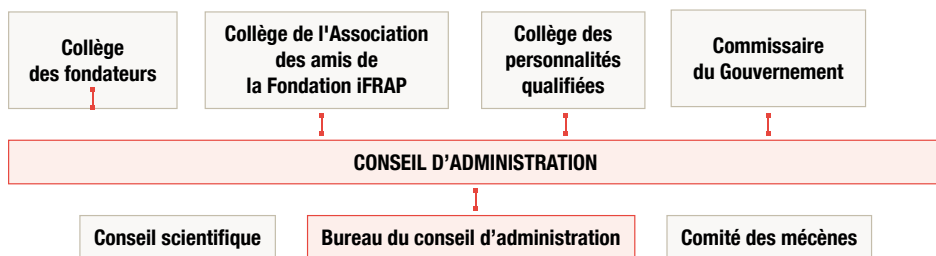 Collège
des fondateurs
Collège de l'Association
des amis de
la Fondation iFRAP
Collège des
personnalités
qualifiées
Commissaire
du Gouvernement
CONSEIL D’ADMINISTRATION
Conseil scientifique
Bureau du conseil d’administration
Comité des mécènes